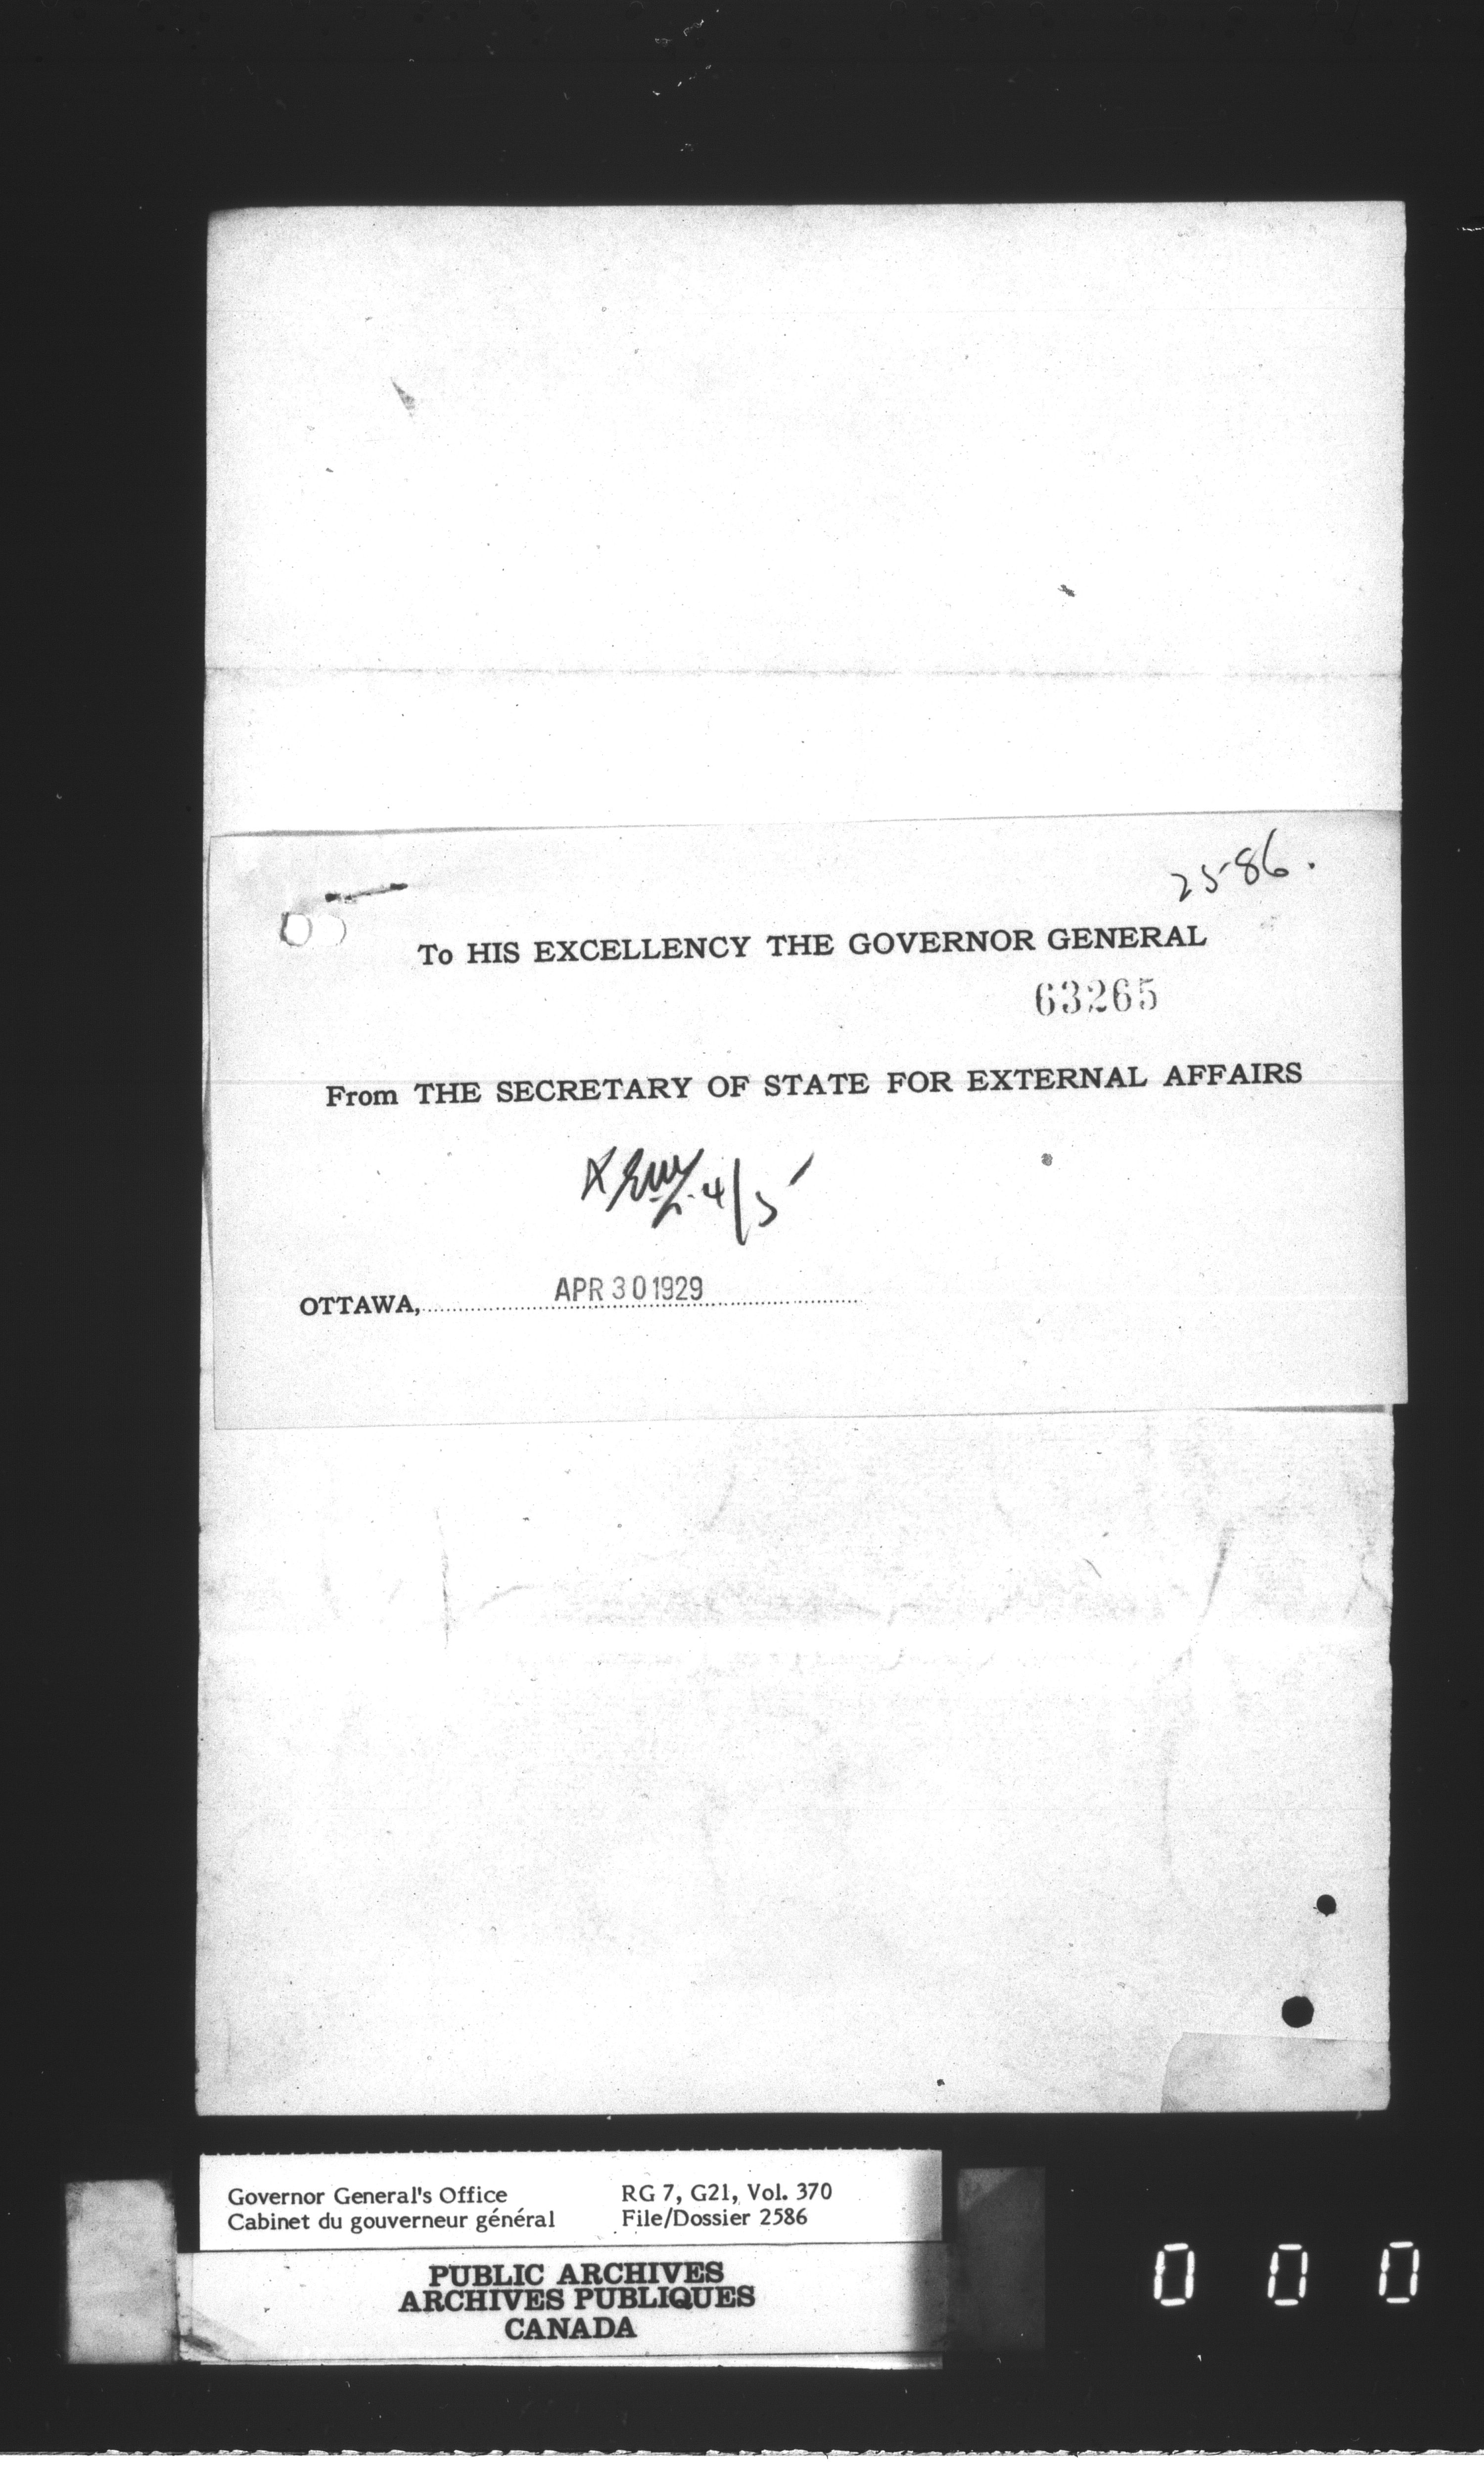 2586.
To HIS EXCELLENCY THE GOVERNOR GENERAL
63265
From THE SECRETARY OF STATE FOR EXTERNAL AFFAIRS
4/5
OTTAWA, APR 30 1929
Governor General's Office RG 7, G21, Vol. 370
Cabinet du gouverneur général File/Dossier 2586
PUBLIC ARCHIVES
ARCHIVES PUBLIQUES
CANADA
0 0 0